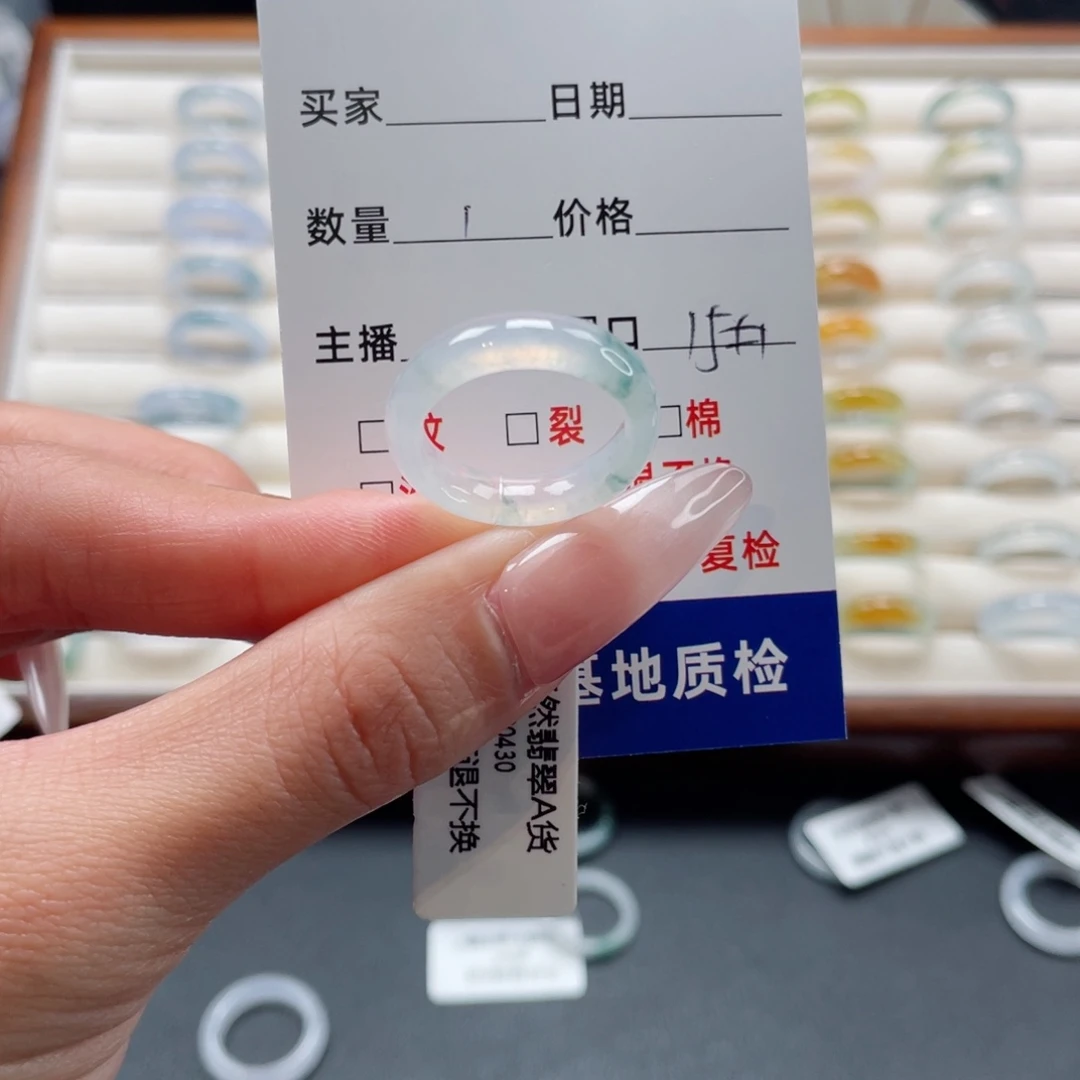 买家 日期
数量 1 价格
主播 口
裂 棉
复检
基地质检
然翡翠A货
0430
退不换